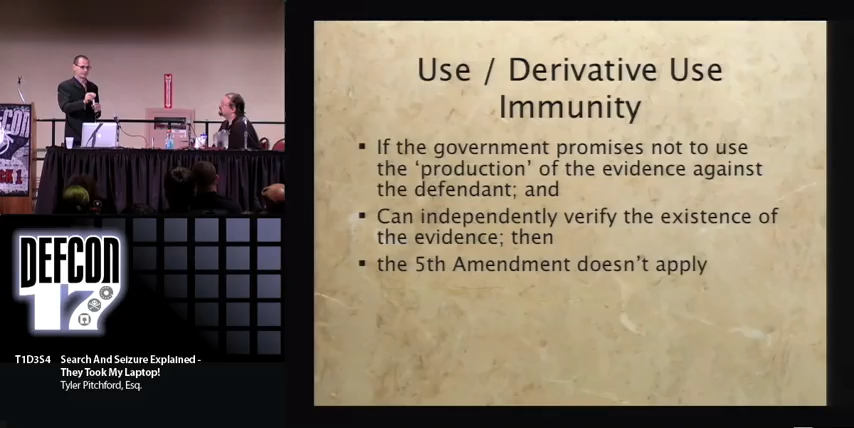 Use / Derivative Use
Immunity
▪ If the government promises not to use
the ‘production’ of the evidence against
the defendant; and
▪ Can independently verify the existence of
the evidence; then
▪ the 5th Amendment doesn’t apply
DEFCON
DEFCON
17
T1D3S4 Search And Seizure Explained -
They Took My Laptop!
Tyler Pitchford, Esq.